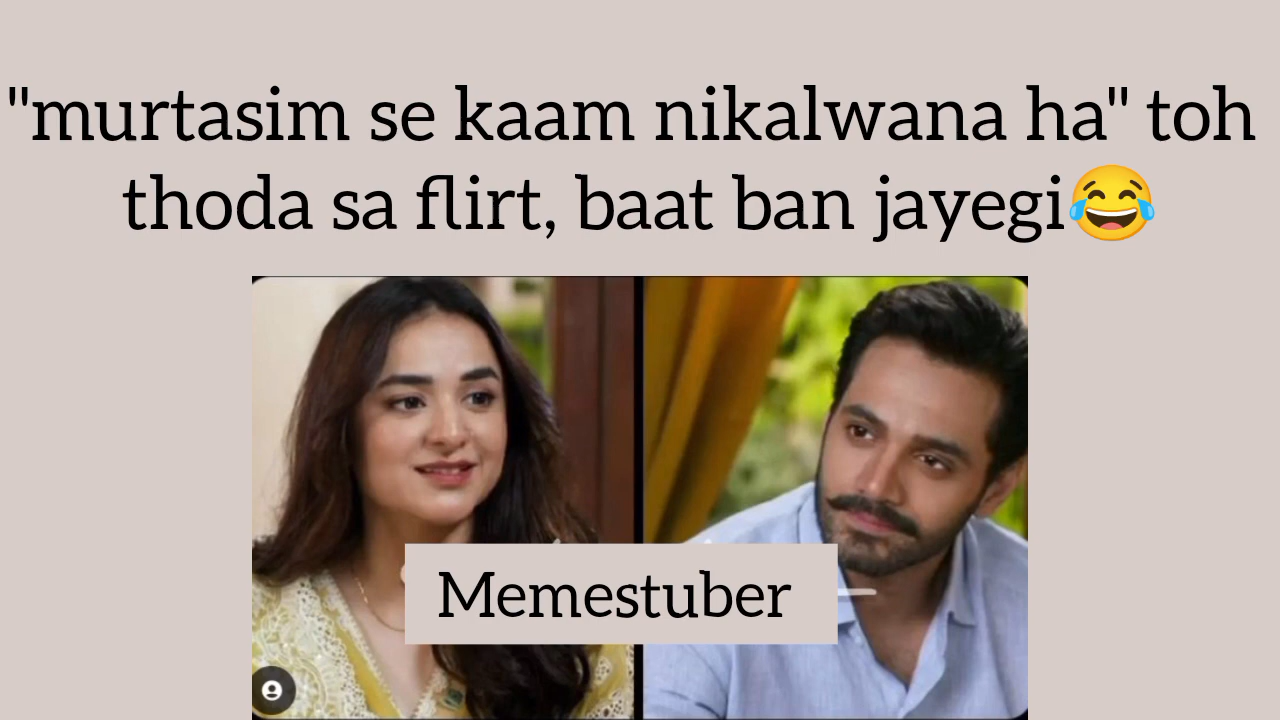 "murtasim se kaam nikalwana ha" toh
thoda sa flirt, baat ban jayegi😂
Memestuber